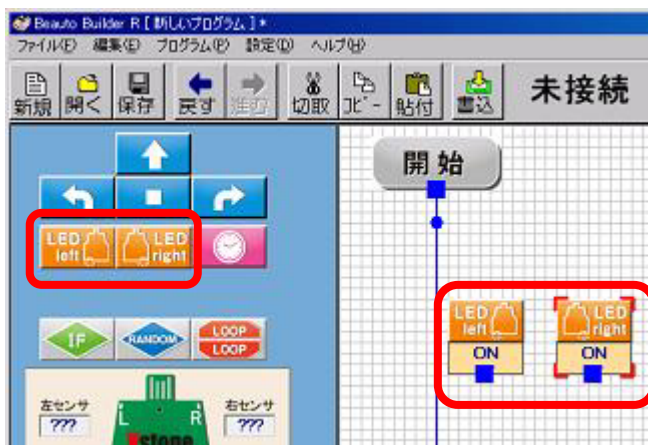 Beauto Builder R [ 新しいプログラム ] *
ファイル(F) 編集(E) プログラム(P) 設定(O) ヘルプ(H)
新規 開く 保存 戻す 進む 切取 コピー 貼付 書込 未接続
開始
LED left LED right
LED left LED right
ON ON
IF RANDOM LOOP LOOP
左センサ 右センサ
??? L R ???
Vstone